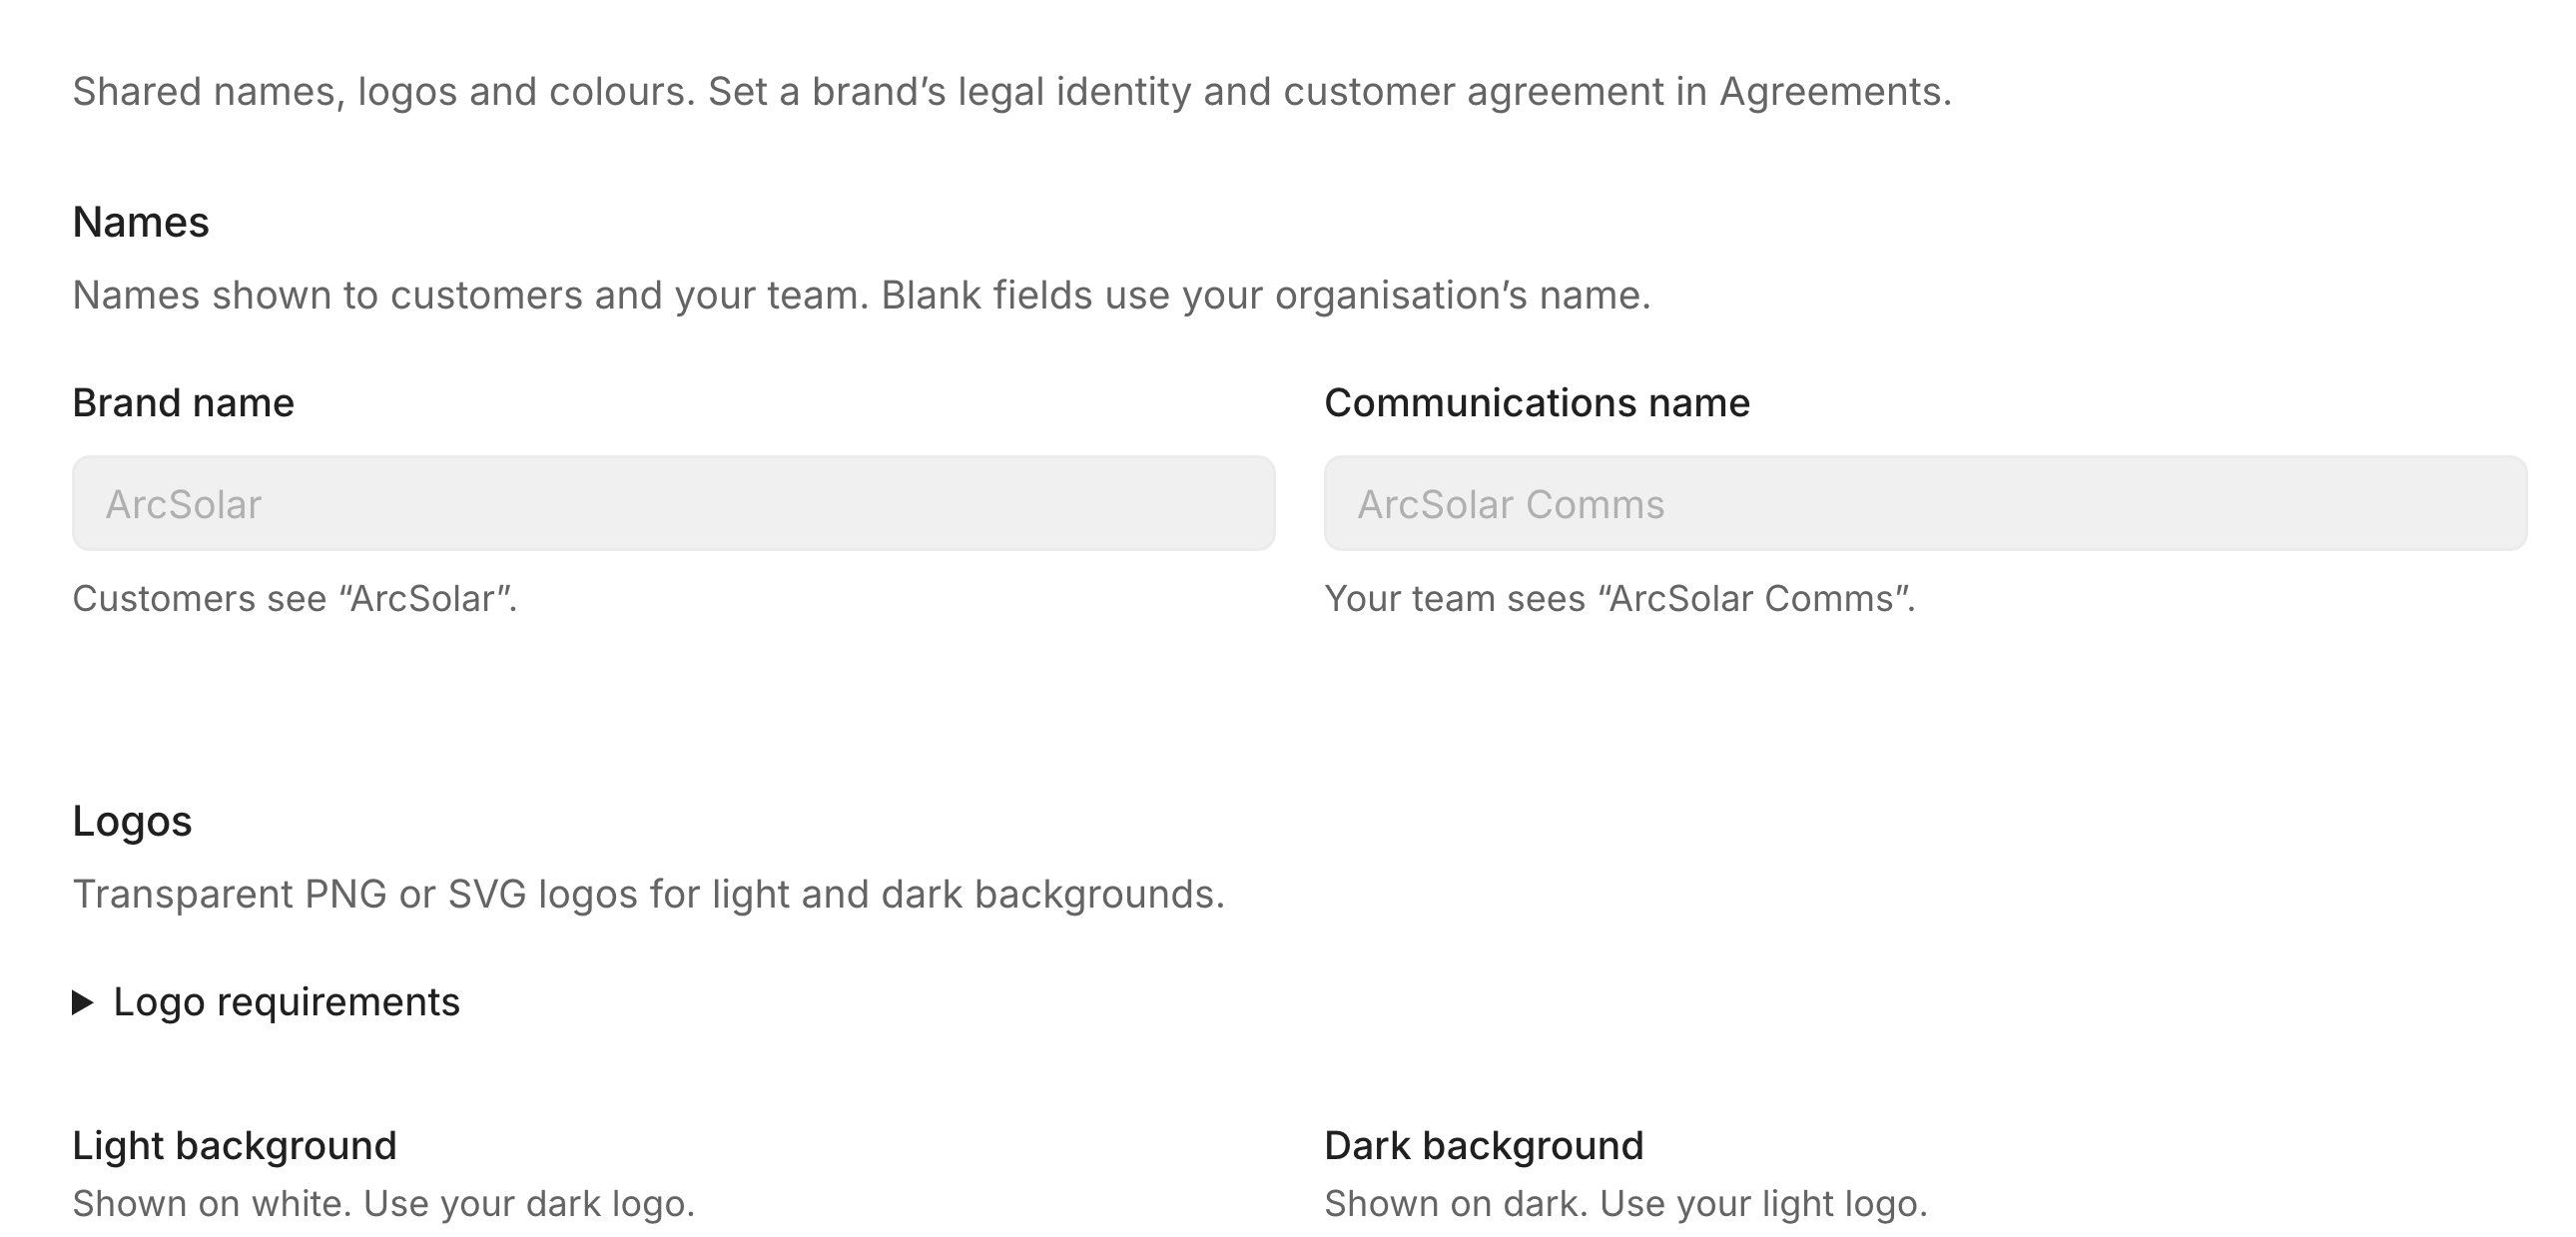 Shared names, logos and colours. Set a brand’s legal identity and customer agreement in Agreements.
Names
Names shown to customers and your team. Blank fields use your organisation’s name.
Brand name
Communications name
ArcSolar
ArcSolar Comms
Customers see “ArcSolar”.
Your team sees “ArcSolar Comms”.
Logos
Transparent PNG or SVG logos for light and dark backgrounds.
Logo requirements
Light background
Dark background
Shown on white. Use your dark logo.
Shown on dark. Use your light logo.